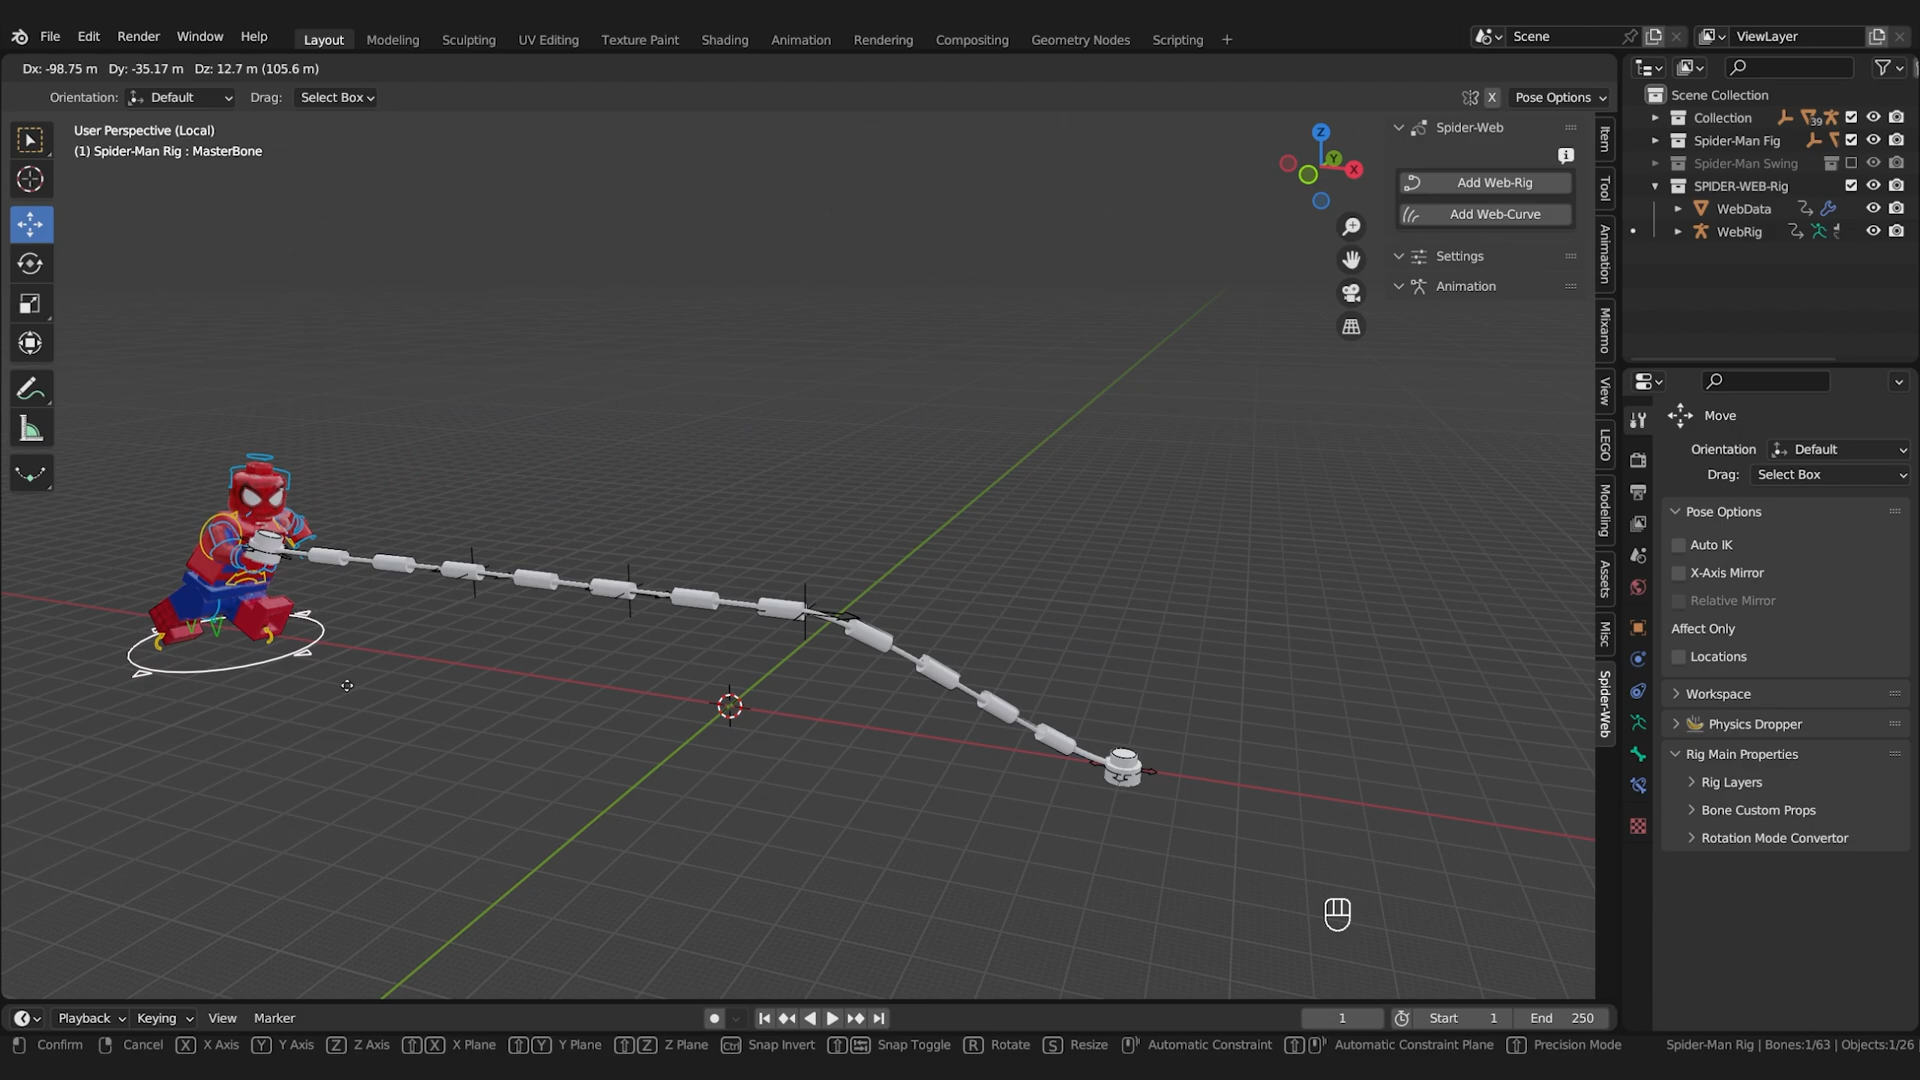 File Edit Render Window Help Layout Modeling Sculpting UV Editing Texture Paint Shading Animation Rendering Compositing Geometry Nodes Scripting + Scene ViewLayer
Dx: -98.75 m Dy: -35.17 m Dz: 12.7 m (105.6 m)
Orientation: Default Drag: Select Box X Pose Options
User Perspective (Local)
(1) Spider-Man Rig : MasterBone
Z
Y
X
Spider-Web
Add Web-Rig
Add Web-Curve
Settings
Animation
Item
Tool
Animation
Mixamo
View
LEGO
Modeling
Assets
Misc
Spider-Web
Scene Collection
Collection 39
Spider-Man Fig
Spider-Man Swing
SPIDER-WEB-Rig
WebData
WebRig
Move
Orientation Default
Drag: Select Box
Pose Options
Auto IK
X-Axis Mirror
Relative Mirror
Affect Only
Locations
Workspace
Physics Dropper
Rig Main Properties
Rig Layers
Bone Custom Props
Rotation Mode Convertor
Playback Keying View Marker 1 Start 1 End 250
Confirm Cancel X X Axis Y Y Axis Z Z Axis X X Plane Y Y Plane Z Z Plane Ctrl Snap Invert Snap Toggle R Rotate S Resize Automatic Constraint Automatic Constraint Plane Precision Mode Spider-Man Rig | Bones:1/63 | Objects:1/26